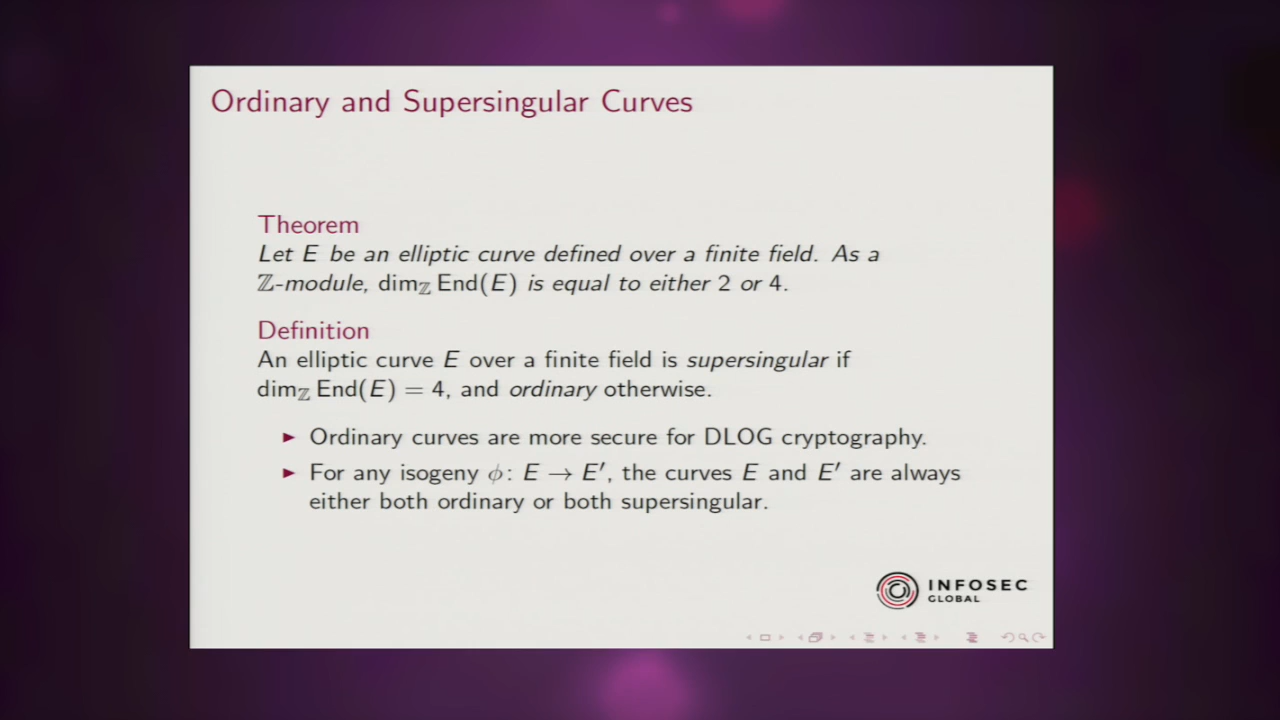 Ordinary and Supersingular Curves
Theorem
Let E be an elliptic curve defined over a finite field. As a
ℤ-module, dim_ℤ End(E) is equal to either 2 or 4.
Definition
An elliptic curve E over a finite field is supersingular if
dim_ℤ End(E) = 4, and ordinary otherwise.
► Ordinary curves are more secure for DLOG cryptography.
► For any isogeny ϕ: E → E′, the curves E and E′ are always
either both ordinary or both supersingular.
INFOSEC
GLOBAL